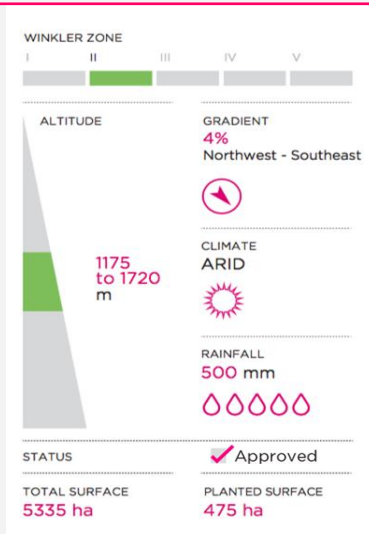 WINKLER ZONE
I II III IV V
ALTITUDE
1175
to 1720
m
GRADIENT
4%
Northwest - Southeast
CLIMATE
ARID
RAINFALL
500 mm
STATUS
Approved
TOTAL SURFACE
5335 ha
PLANTED SURFACE
475 ha